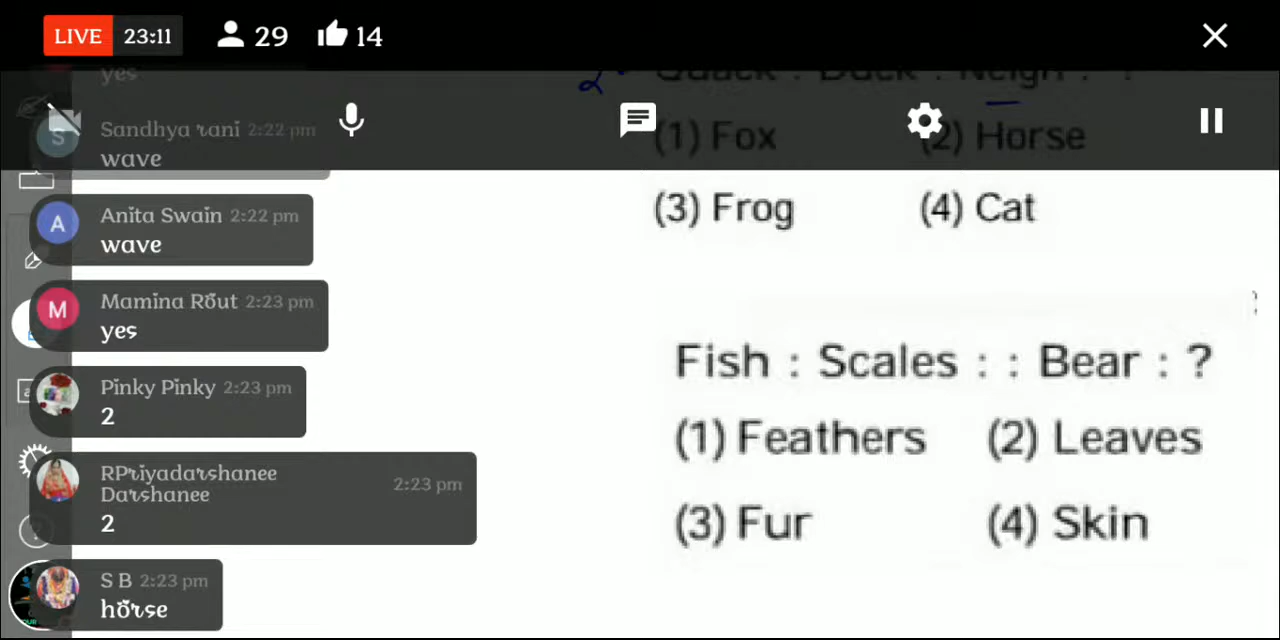 LIVE 23:11 29 14
yes
Quack : Duck : Neigh : ?
Sandhya rani 2:22 pm
wave
(1) Fox (2) Horse
Anita Swain 2:22 pm
wave
(3) Frog (4) Cat
Mamina Rout 2:23 pm
yes
Pinky Pinky 2:23 pm
2
RPriyadarshanee
Darshanee 2:23 pm
2
S B 2:23 pm
horse
Fish : Scales : : Bear : ?
(1) Feathers (2) Leaves
(3) Fur (4) Skin